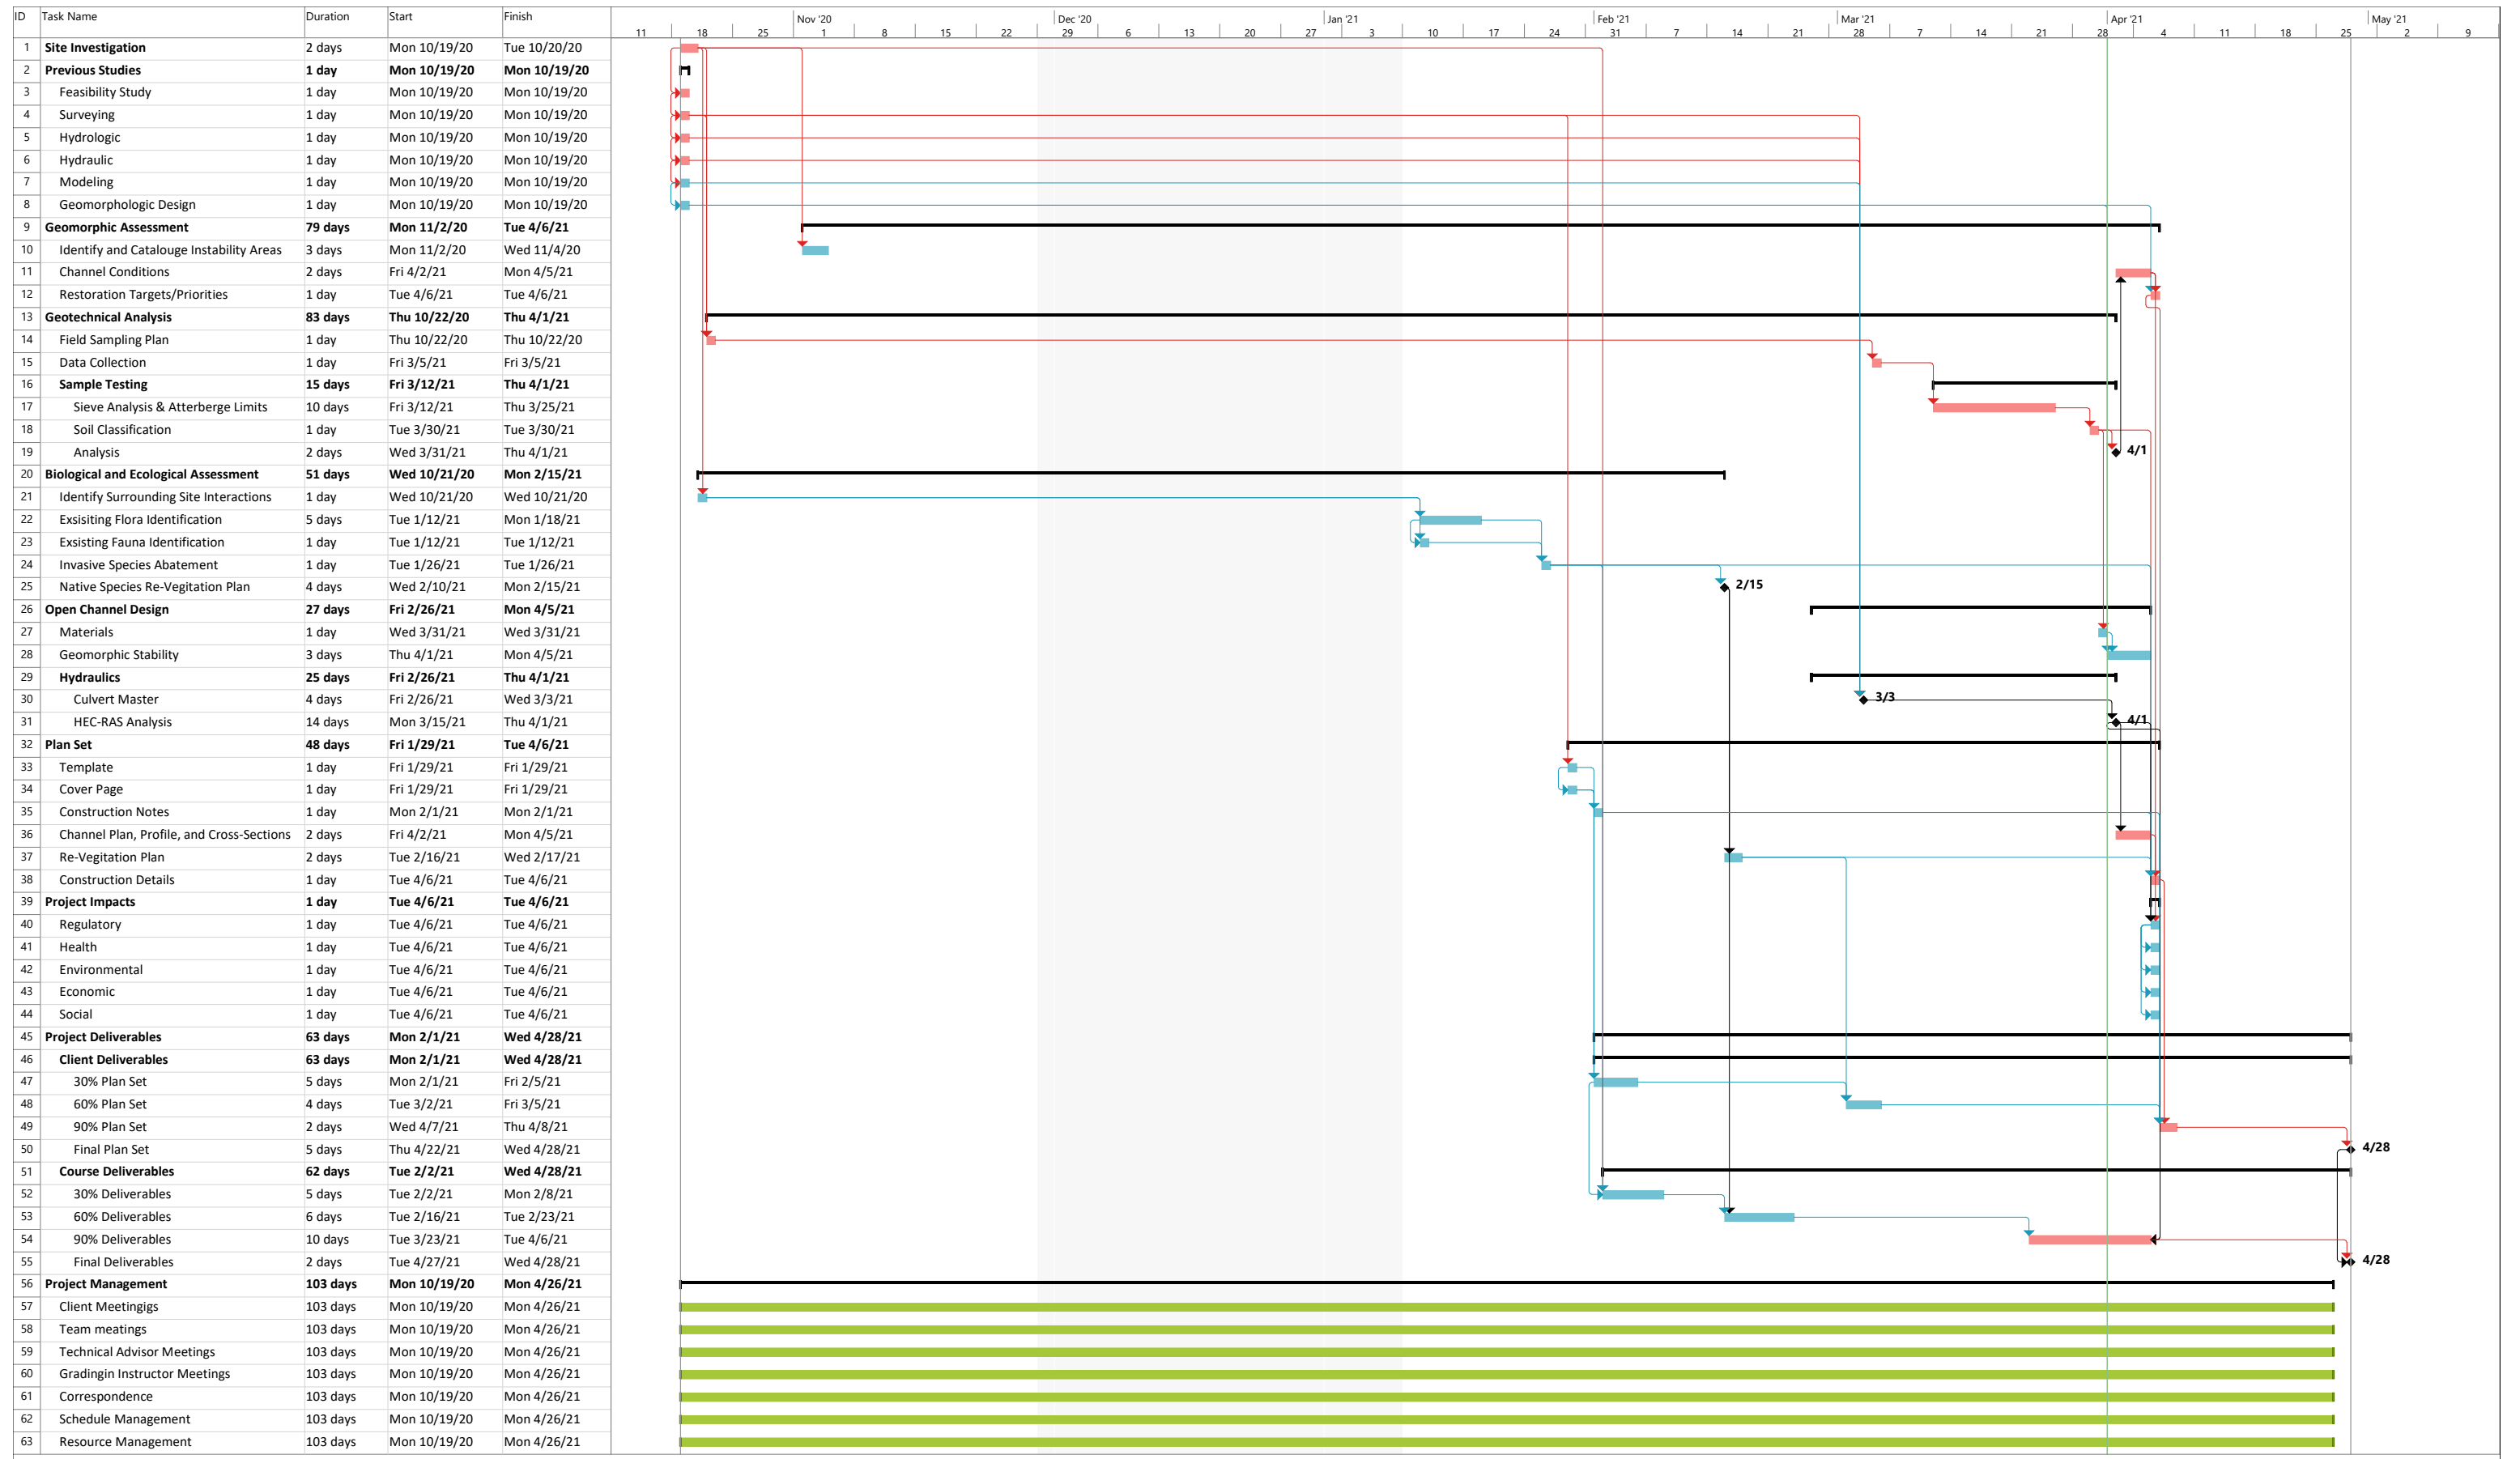 ID Task Name Duration Start Finish
Nov '20 Dec '20 Jan '21 Feb '21 Mar '21 Apr '21 May '21
11 18 25 1 8 15 22 29 6 13 20 27 3 10 17 24 31 7 14 21 28 7 14 21 28 4 11 18 25 2 9
1 Site Investigation 2 days Mon 10/19/20 Tue 10/20/20
2 Previous Studies 1 day Mon 10/19/20 Mon 10/19/20
3 Feasibility Study 1 day Mon 10/19/20 Mon 10/19/20
4 Surveying 1 day Mon 10/19/20 Mon 10/19/20
5 Hydrologic 1 day Mon 10/19/20 Mon 10/19/20
6 Hydraulic 1 day Mon 10/19/20 Mon 10/19/20
7 Modeling 1 day Mon 10/19/20 Mon 10/19/20
8 Geomorphologic Design 1 day Mon 10/19/20 Mon 10/19/20
9 Geomorphic Assessment 79 days Mon 11/2/20 Tue 4/6/21
10 Identify and Catalouge Instability Areas 3 days Mon 11/2/20 Wed 11/4/20
11 Channel Conditions 2 days Fri 4/2/21 Mon 4/5/21
12 Restoration Targets/Priorities 1 day Tue 4/6/21 Tue 4/6/21
13 Geotechnical Analysis 83 days Thu 10/22/20 Thu 4/1/21
14 Field Sampling Plan 1 day Thu 10/22/20 Thu 10/22/20
15 Data Collection 1 day Fri 3/5/21 Fri 3/5/21
16 Sample Testing 15 days Fri 3/12/21 Thu 4/1/21
17 Sieve Analysis & Atterberge Limits 10 days Fri 3/12/21 Thu 3/25/21
18 Soil Classification 1 day Tue 3/30/21 Tue 3/30/21
19 Analysis 2 days Wed 3/31/21 Thu 4/1/21 4/1
20 Biological and Ecological Assessment 51 days Wed 10/21/20 Mon 2/15/21
21 Identify Surrounding Site Interactions 1 day Wed 10/21/20 Wed 10/21/20
22 Exsisiting Flora Identification 5 days Tue 1/12/21 Mon 1/18/21
23 Exsisting Fauna Identification 1 day Tue 1/12/21 Tue 1/12/21
24 Invasive Species Abatement 1 day Tue 1/26/21 Tue 1/26/21
25 Native Species Re-Vegitation Plan 4 days Wed 2/10/21 Mon 2/15/21 2/15
26 Open Channel Design 27 days Fri 2/26/21 Mon 4/5/21
27 Materials 1 day Wed 3/31/21 Wed 3/31/21
28 Geomorphic Stability 3 days Thu 4/1/21 Mon 4/5/21
29 Hydraulics 25 days Fri 2/26/21 Thu 4/1/21
30 Culvert Master 4 days Fri 2/26/21 Wed 3/3/21 3/3
31 HEC-RAS Analysis 14 days Mon 3/15/21 Thu 4/1/21 4/1
32 Plan Set 48 days Fri 1/29/21 Tue 4/6/21
33 Template 1 day Fri 1/29/21 Fri 1/29/21
34 Cover Page 1 day Fri 1/29/21 Fri 1/29/21
35 Construction Notes 1 day Mon 2/1/21 Mon 2/1/21
36 Channel Plan, Profile, and Cross-Sections 2 days Fri 4/2/21 Mon 4/5/21
37 Re-Vegitation Plan 2 days Tue 2/16/21 Wed 2/17/21
38 Construction Details 1 day Tue 4/6/21 Tue 4/6/21
39 Project Impacts 1 day Tue 4/6/21 Tue 4/6/21
40 Regulatory 1 day Tue 4/6/21 Tue 4/6/21
41 Health 1 day Tue 4/6/21 Tue 4/6/21
42 Environmental 1 day Tue 4/6/21 Tue 4/6/21
43 Economic 1 day Tue 4/6/21 Tue 4/6/21
44 Social 1 day Tue 4/6/21 Tue 4/6/21
45 Project Deliverables 63 days Mon 2/1/21 Wed 4/28/21
46 Client Deliverables 63 days Mon 2/1/21 Wed 4/28/21
47 30% Plan Set 5 days Mon 2/1/21 Fri 2/5/21
48 60% Plan Set 4 days Tue 3/2/21 Fri 3/5/21
49 90% Plan Set 2 days Wed 4/7/21 Thu 4/8/21
50 Final Plan Set 5 days Thu 4/22/21 Wed 4/28/21 4/28
51 Course Deliverables 62 days Tue 2/2/21 Wed 4/28/21
52 30% Deliverables 5 days Tue 2/2/21 Mon 2/8/21
53 60% Deliverables 6 days Tue 2/16/21 Tue 2/23/21
54 90% Deliverables 10 days Tue 3/23/21 Tue 4/6/21
55 Final Deliverables 2 days Tue 4/27/21 Wed 4/28/21 4/28
56 Project Management 103 days Mon 10/19/20 Mon 4/26/21
57 Client Meetingigs 103 days Mon 10/19/20 Mon 4/26/21
58 Team meatings 103 days Mon 10/19/20 Mon 4/26/21
59 Technical Advisor Meetings 103 days Mon 10/19/20 Mon 4/26/21
60 Gradingin Instructor Meetings 103 days Mon 10/19/20 Mon 4/26/21
61 Correspondence 103 days Mon 10/19/20 Mon 4/26/21
62 Schedule Management 103 days Mon 10/19/20 Mon 4/26/21
63 Resource Management 103 days Mon 10/19/20 Mon 4/26/21